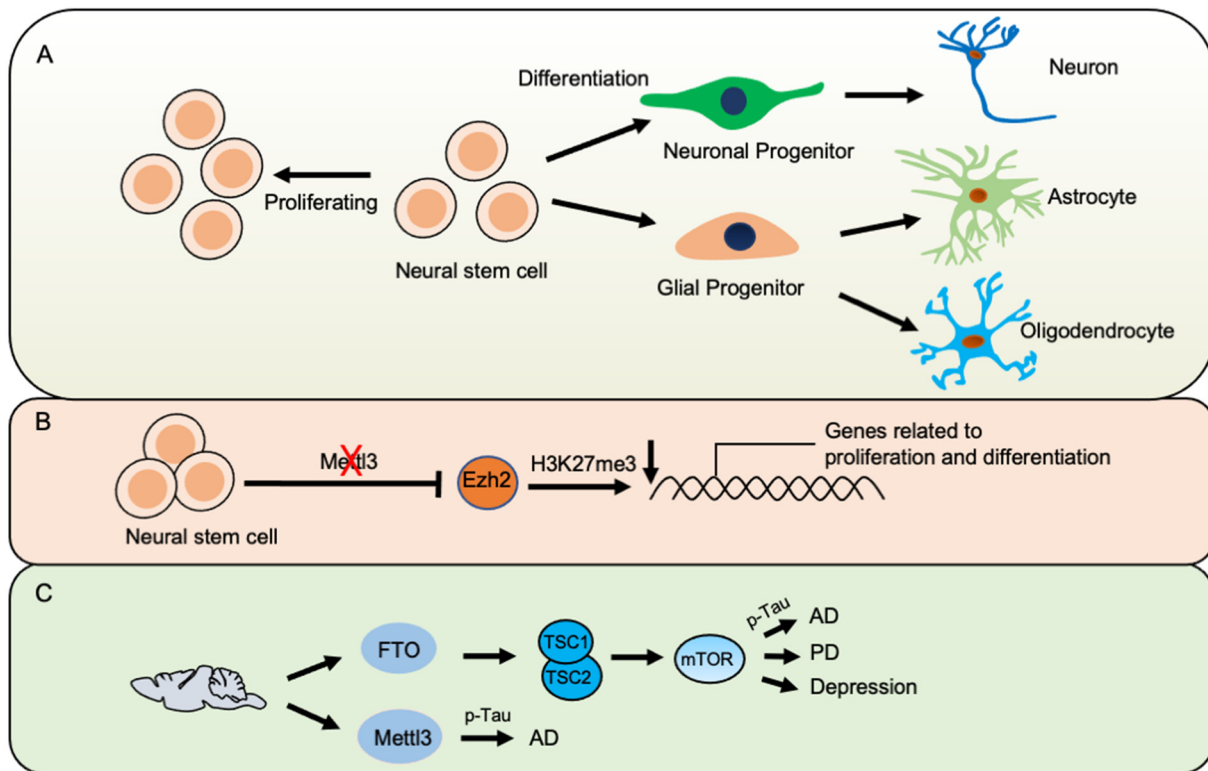 A
Differentiation
Neuron
Neuronal Progenitor
Proliferating
Astrocyte
Neural stem cell
Glial Progenitor
Oligodendrocyte
B
Genes related to
proliferation and differentiation
Mettl3
Ezh2
H3K27me3
Neural stem cell
C
FTO
TSC1
TSC2
mTOR
p-Tau
AD
PD
Depression
Mettl3
p-Tau
AD